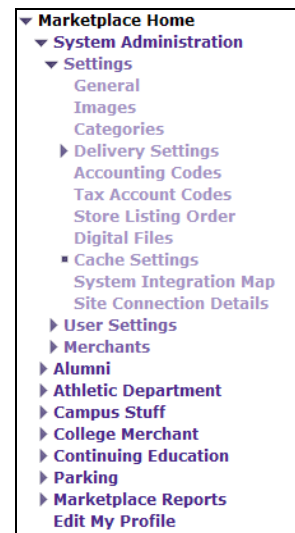 Marketplace Home
System Administration
Settings
General
Images
Categories
Delivery Settings
Accounting Codes
Tax Account Codes
Store Listing Order
Digital Files
Cache Settings
System Integration Map
Site Connection Details
User Settings
Merchants
Alumni
Athletic Department
Campus Stuff
College Merchant
Continuing Education
Parking
Marketplace Reports
Edit My Profile